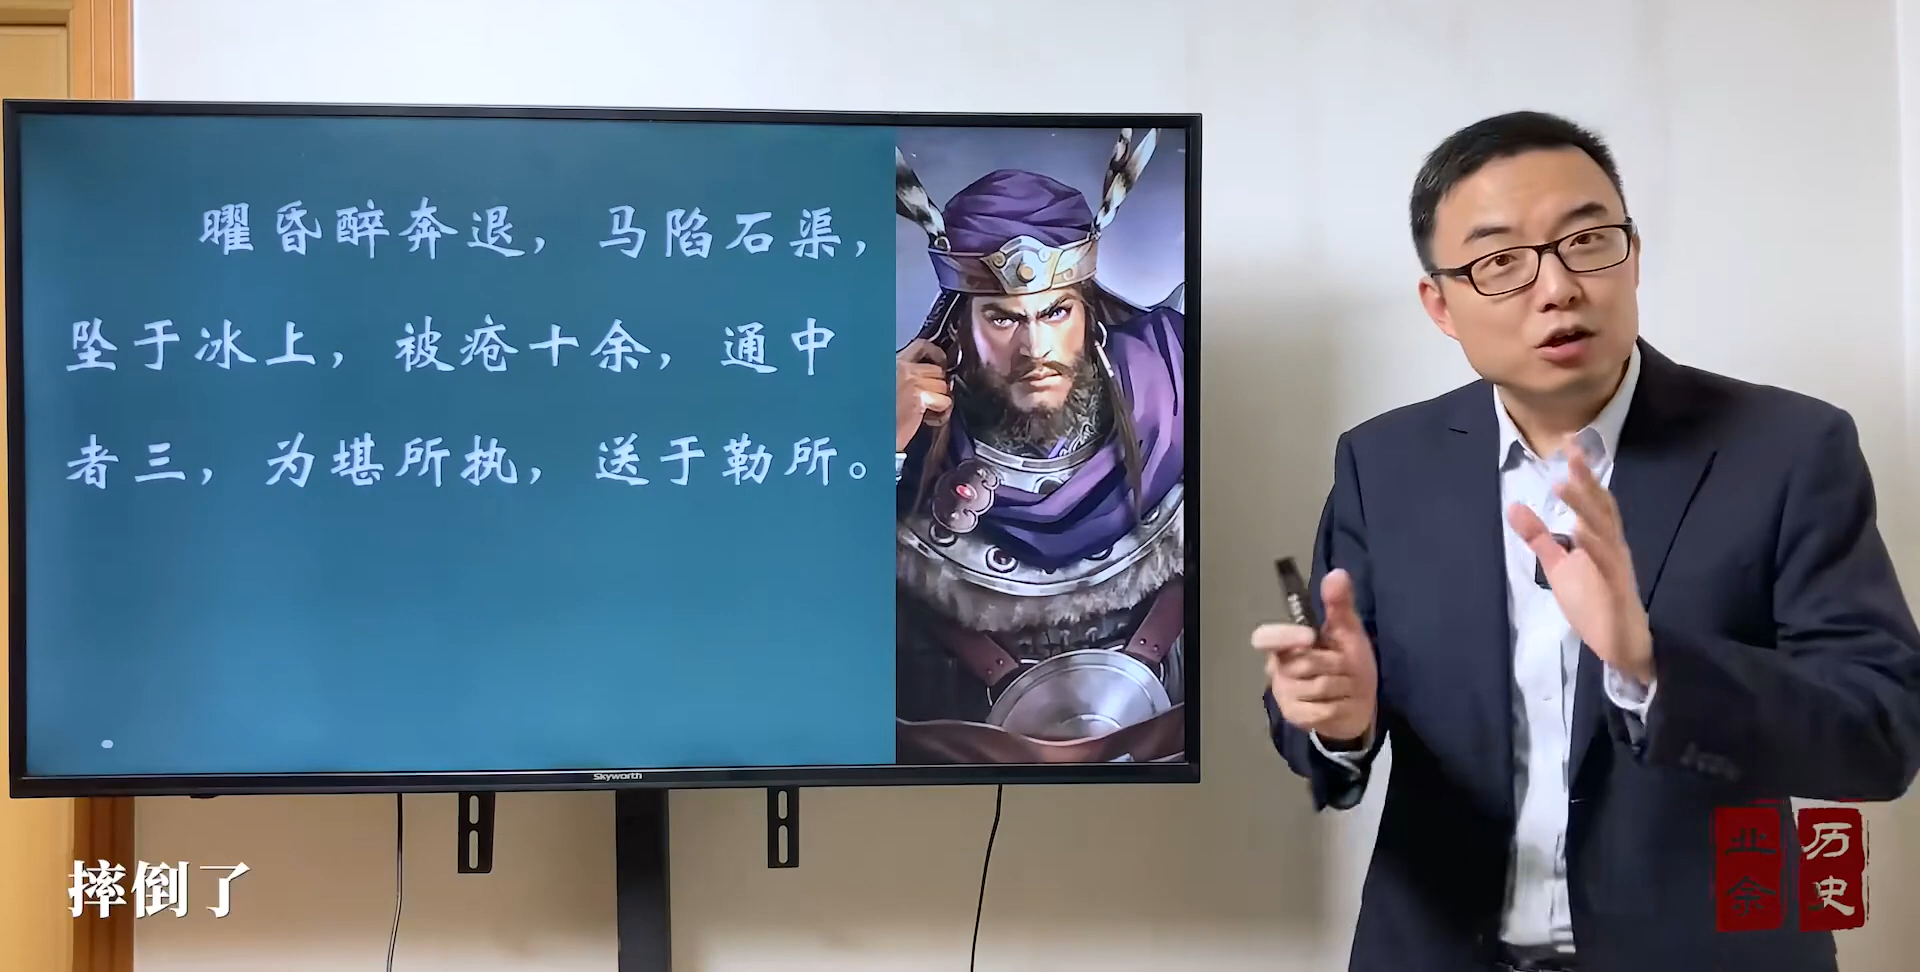 曜昏醉奔退，马陷石渠，
坠于冰上，被疮十余，通中
者三，为堪所执，送于勒所。
Skyworth
摔倒了
历史
业余